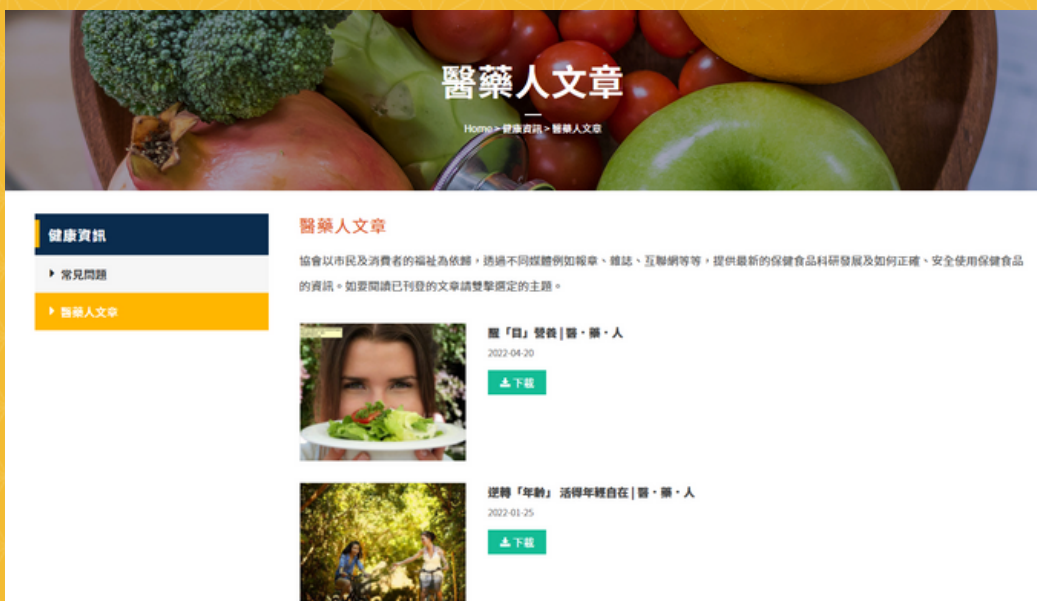 醫藥人文章
Home > 健康資訊 > 醫藥人文章
健康資訊
常見問題
醫藥人文章
醫藥人文章
協會以市民及消費者的福祉為依歸，透過不同媒體例如報章、雜誌、互聯網等等，提供最新的保健食品科研發展及如何正確、安全使用保健食品
的資訊。如要閱讀已刊登的文章請雙擊選定的主題。
醒「目」營養 | 醫・藥・人
2022-04-20
下載
逆轉「年齡」 活得年輕自在 | 醫・藥・人
2022-01-25
下載